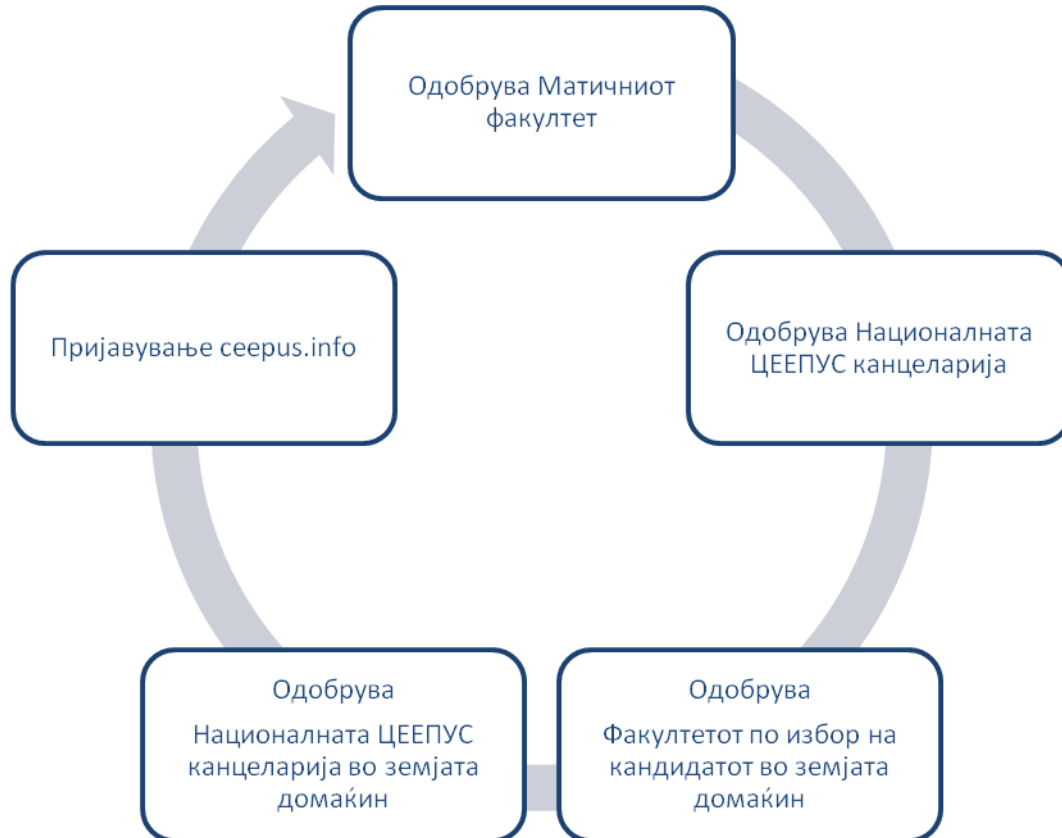 Одобрува Матичниот
факултет
Пријавување ceepus.info
Одобрува Националната
ЦЕЕПУС канцеларија
Одобрува
Националната ЦЕЕПУС
канцеларија во земјата
домаќин
Одобрува
Факултетот по избор на
кандидатот во земјата
домаќин